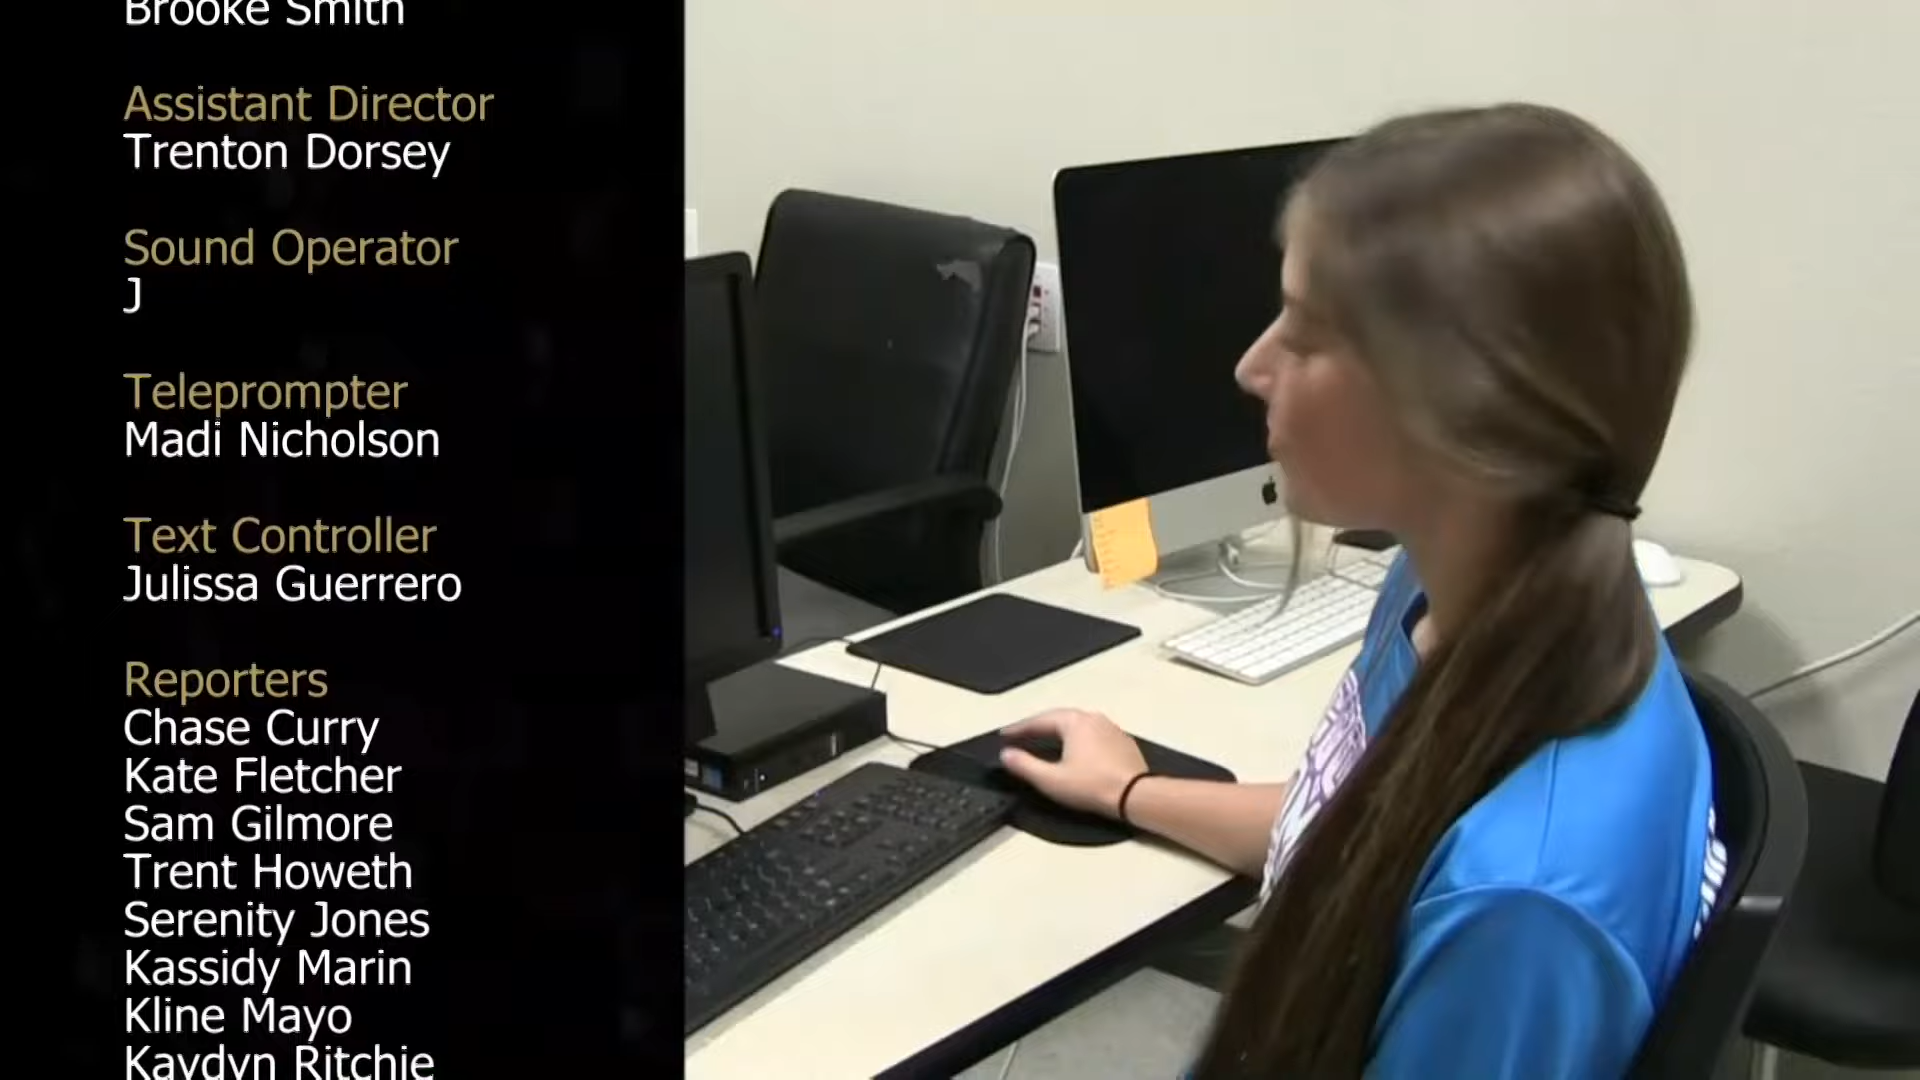 Brooke Smith
Assistant Director
Trenton Dorsey
Sound Operator
J
Teleprompter
Madi Nicholson
Text Controller
Julissa Guerrero
Reporters
Chase Curry
Kate Fletcher
Sam Gilmore
Trent Howeth
Serenity Jones
Kassidy Marin
Kline Mayo
Kaydyn Ritchie